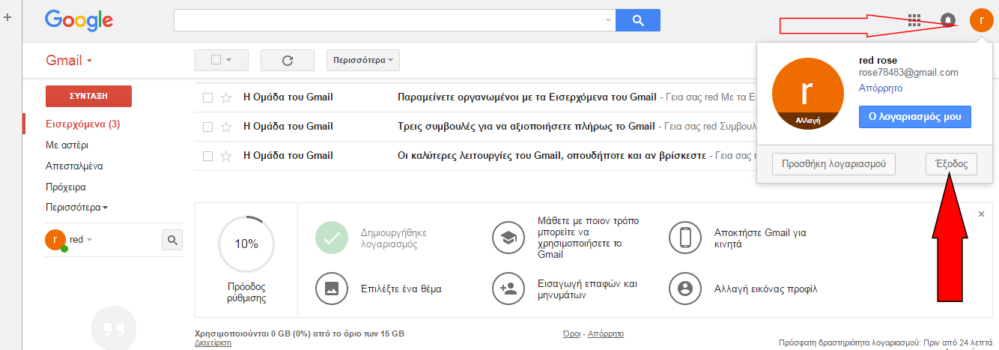 Google
r
Gmail
Περισσότερα
red rose
rose78483@gmail.com
Απόρρητο
r
Αλλαγή
Ο λογαριασμός μου
Προσθήκη λογαριασμού
Έξοδος
ΣΥΝΤΑΞΗ
Εισερχόμενα (3)
Με αστέρι
Απεσταλμένα
Πρόχειρα
Περισσότερα
r red
Η Ομάδα του Gmail Παραμείνετε οργανωμένοι με τα Εισερχόμενα του Gmail - Γεια σας red Με τα Ε
Η Ομάδα του Gmail Τρεις συμβουλές για να αξιοποιήσετε πλήρως το Gmail - Γεια σας red Συμβουλ
Η Ομάδα του Gmail Οι καλύτερες λειτουργίες του Gmail, οπουδήποτε και αν βρίσκεστε - Γεια σας r
10%
Πρόοδος
ρύθμισης
Δημιουργήθηκε
λογαριασμός
Μάθετε με ποιον τρόπο
μπορείτε να
χρησιμοποιήσετε το
Gmail
Αποκτήστε Gmail για
κινητά
Επιλέξτε ένα θέμα
Εισαγωγή επαφών και
μηνυμάτων
Αλλαγή εικόνας προφίλ
Χρησιμοποιούνται 0 GB (0%) από το όριο των 15 GB
Διαχείριση
Όροι - Απόρρητο
Πρόσφατη δραστηριότητα λογαριασμού: Πριν από 24 λεπτά